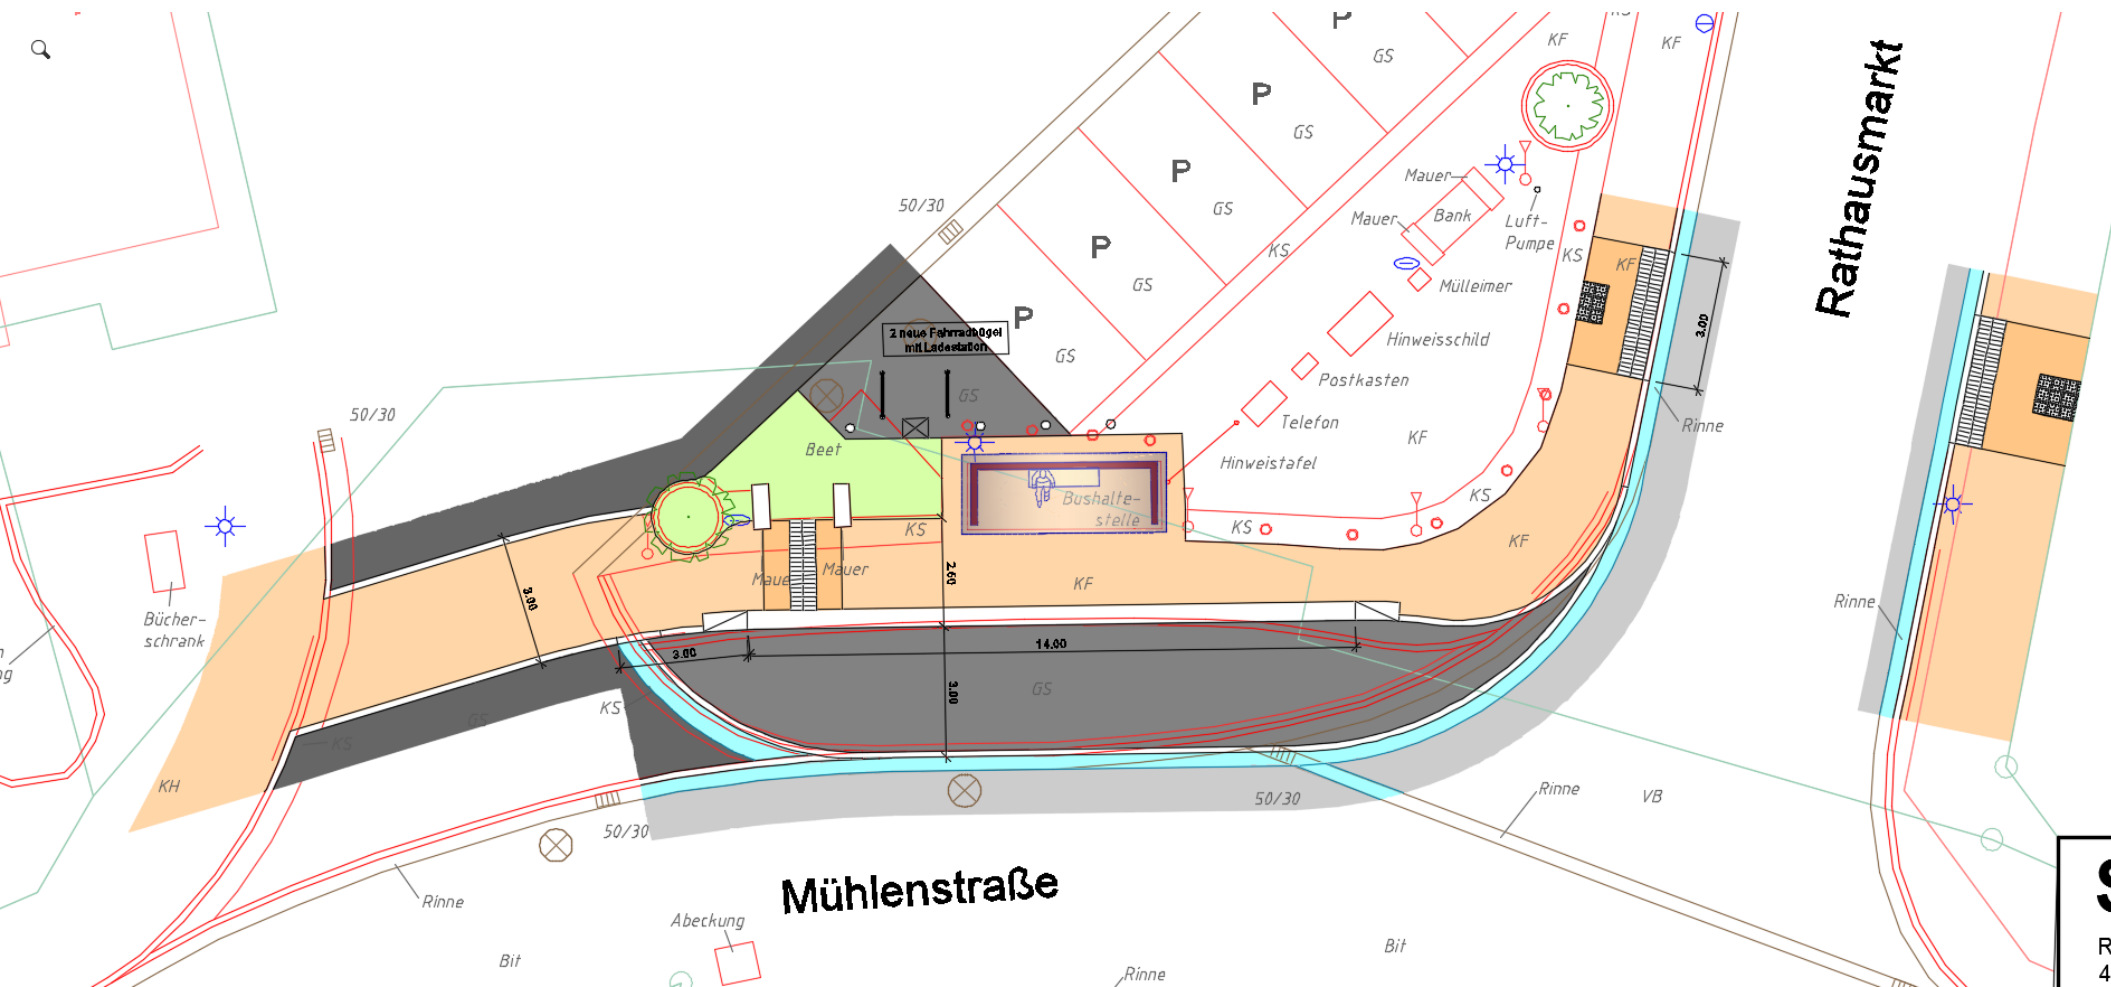 P
GS
KS
KF
KF
P
GS
Rathausmarkt
P
GS
50/30
Mauer
Bank
Mauer
Luft-
Pumpe
KS
KF
KS
P
GS
Mülleimer
Hinweisschild
3.00
P
GS
2 neue Fahrradbügel
mit Ladestation
GS
Postkasten
Telefon
Rinne
KF
50/30
Beet
Hinweistafel
Bushalte-
stelle
KS
KS
KS
KF
Mauer
Mauer
2.60
KF
3.00
Bücher-
schrank
Rinne
3.00
14.00
3.00
GS
KS
GS
KS
KH
50/30
50/30
Rinne
VB
Mühlenstraße
Rinne
Abeckung
Bit
Bit
Rinne
S
R
4